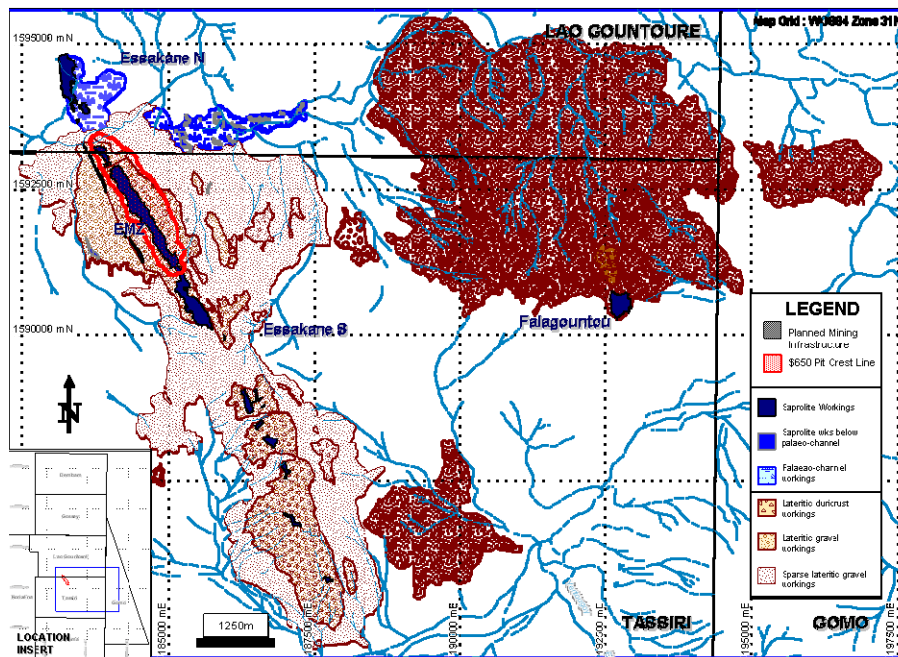 1595000 mN
LAO GOUNTOURE
Map Grid : WGS84 Zone 31N
Essakane N
1592500 mN
EMZ
1590000 mN
Essakane S
Falagountou
N
LEGEND
Planned Mining
Infrastructure
$650 Pit Crest Line
Saprolite Workings
Saprolite wks below
palaeo-channel
Falaeao-channel
workings
Lateritic duricrust
workings
Lateritic gravel
workings
Sparse lateritic gravel
workings
185000 mE
187500 mE
190000 mE
192500 mE
195000 mE
197500 mE
1250m
TASSIRI
GOMO
LOCATION
INSERT